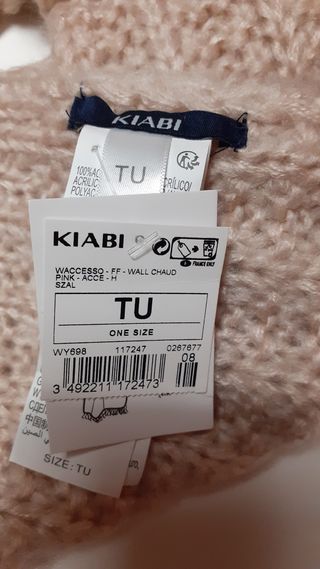 KIABI
TU
100%AC
ACRILIC
POLYAC
RÍLICO/
KIABI
FRANCE ONLY
WACCESSO - FF - WALL CHAUD
PINK - ACCE - H
SZAL
TU
ONE SIZE
WY698 117247 0267677
08
3 492211 172473
SIZE: TU